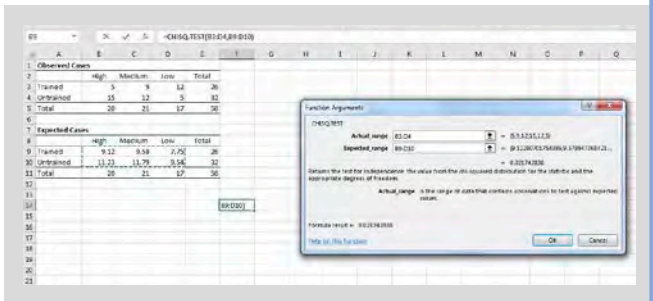 =CHISQ.TEST(B3:D4,B9:D10)
A B C D E F G H I J K L M N O P Q
1 Observed Cases
2 High Medium Low Total
3 Trained 5 9 12 26
4 Untrained 15 12 5 32
5 Total 20 21 17 58
6
7 Expected Cases
8 High Medium Low Total
9 Trained 9.12 9.58 7.75 26
10 Untrained 11.23 11.79 9.54 32
11 Total 20 21 17 58
12
13
14 B9:D10)
15
16
17
18
19
20
21
Function Arguments
CHISQ.TEST
Actual_range B3:D4
Expected_range B9:D10
Returns the test for independence: the value from the chi-squared distribution for the statistic and the
appropriate degrees of freedom.
Actual_range is the range of data that contains observations to test against expected
values.
Formula result =
Help on this function
OK Cancel